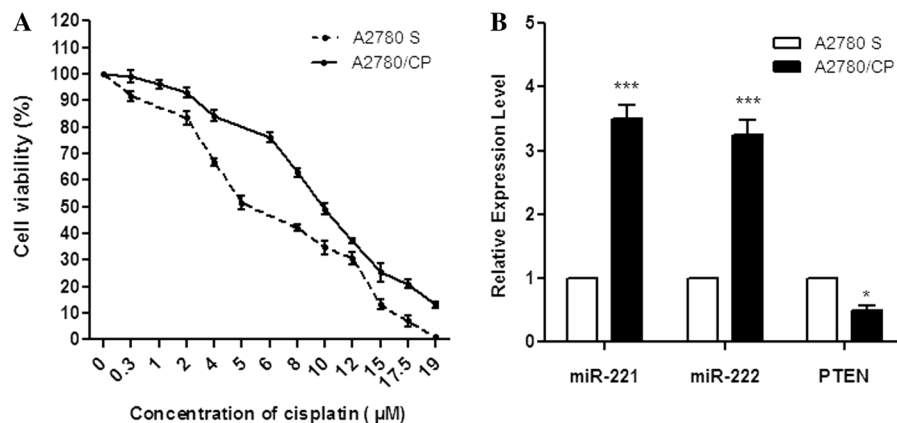 A
A2780 S
A2780/CP
Cell viability (%)
120
110
100
90
80
70
60
50
40
30
20
10
0
0
0.3
1
2
4
5
6
8
10
12
15
17.5
19
Concentration of cisplatin ( µM)
B
A2780 S
A2780/CP
Relative Expression Level
5
4
3
2
1
0
***
***
*
miR-221
miR-222
PTEN